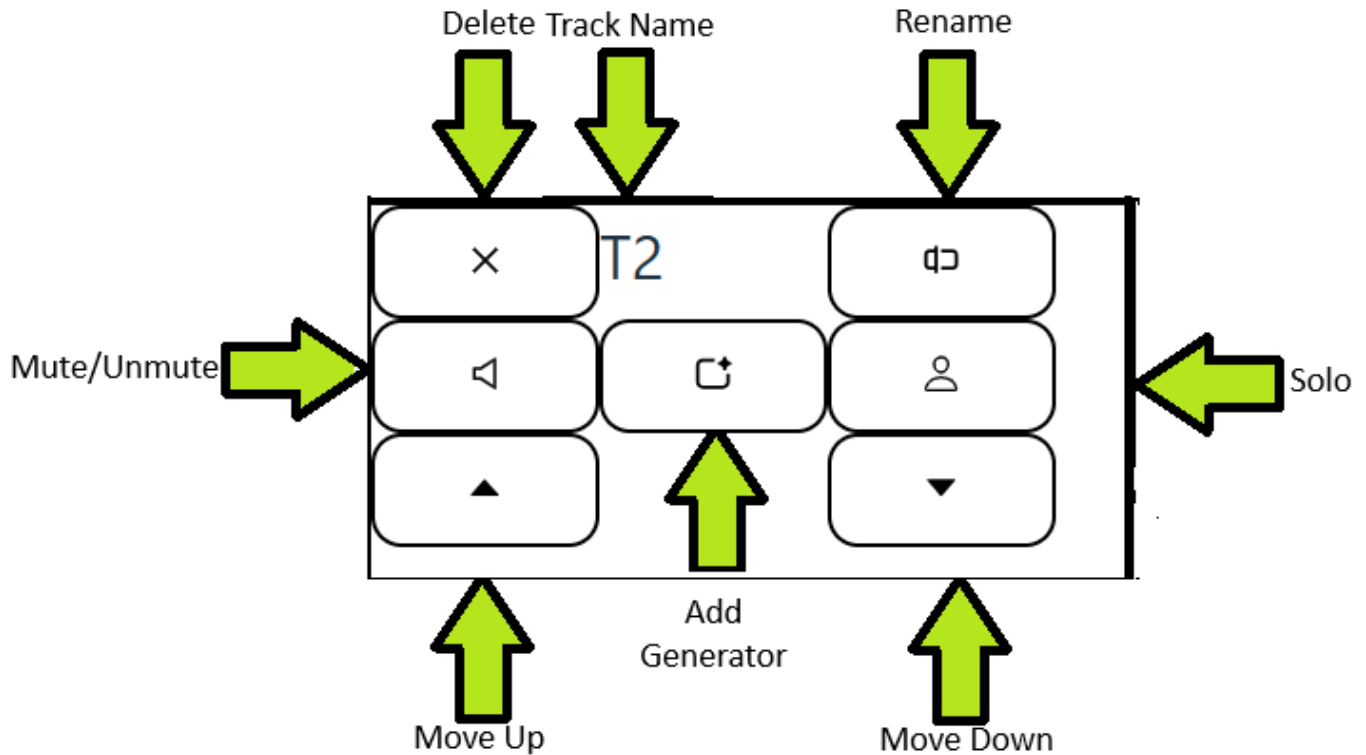 Delete
Track Name
Rename
T2
Mute/Unmute
Solo
Add
Generator
Move Up
Move Down